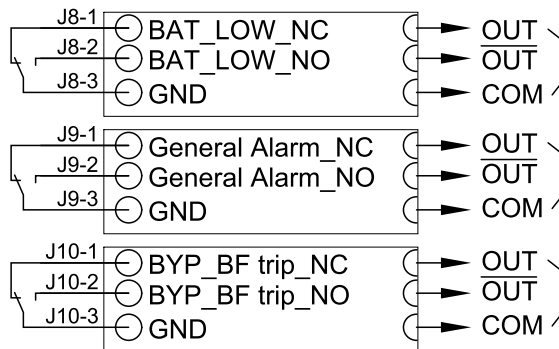 J8-1 BAT_LOW_NC OUT
J8-2 BAT_LOW_NO OUT
J8-3 GND COM
J9-1 General Alarm_NC OUT
J9-2 General Alarm_NO OUT
J9-3 GND COM
J10-1 BYP_BF trip_NC OUT
J10-2 BYP_BF trip_NO OUT
J10-3 GND COM